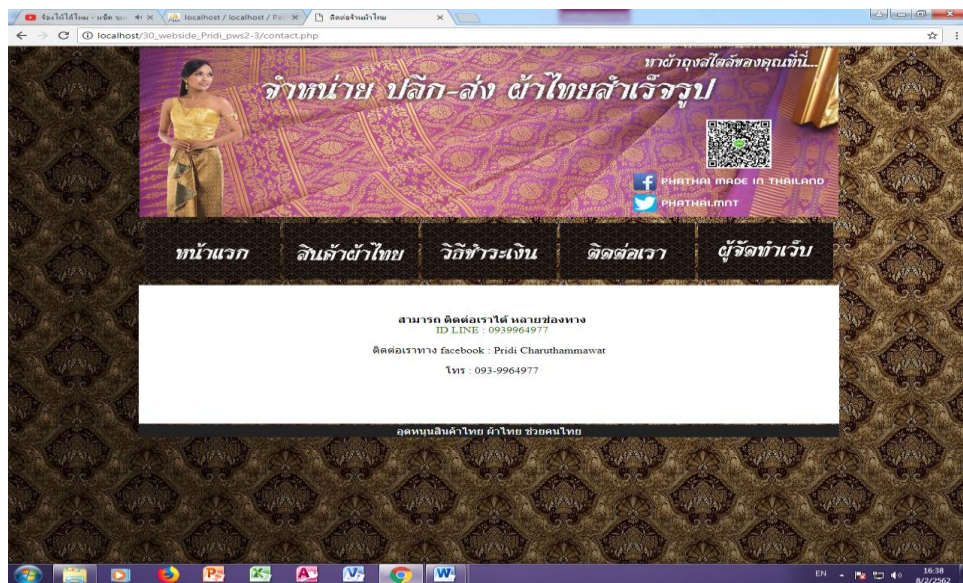 localhost / localhost / Pa
ติดต่อร้านผ้าไทย
localhost/30_webside_Pridi_pws2-3/contact.php
หาผ้าถุงสไตล์ของคุณที่นี่...
จำหน่าย ปลีก-ส่ง ผ้าไทยสำเร็จรูป
PHATHAI MADE IN THAILAND
PHATHAI.MNT
หน้าแรก
สินค้าผ้าไทย
วิธีชำระเงิน
ติดต่อเรา
ผู้จัดทำเว็บ
สามารถ ติดต่อเราได้ หลายช่องทาง
ID LINE : 0939964977
ติดต่อเราทาง facebook : Pridi Charuthammawat
โทร : 093-9964977
อุดหนุนสินค้าไทย ผ้าไทย ช่วยคนไทย
EN
16:38
8/2/2562